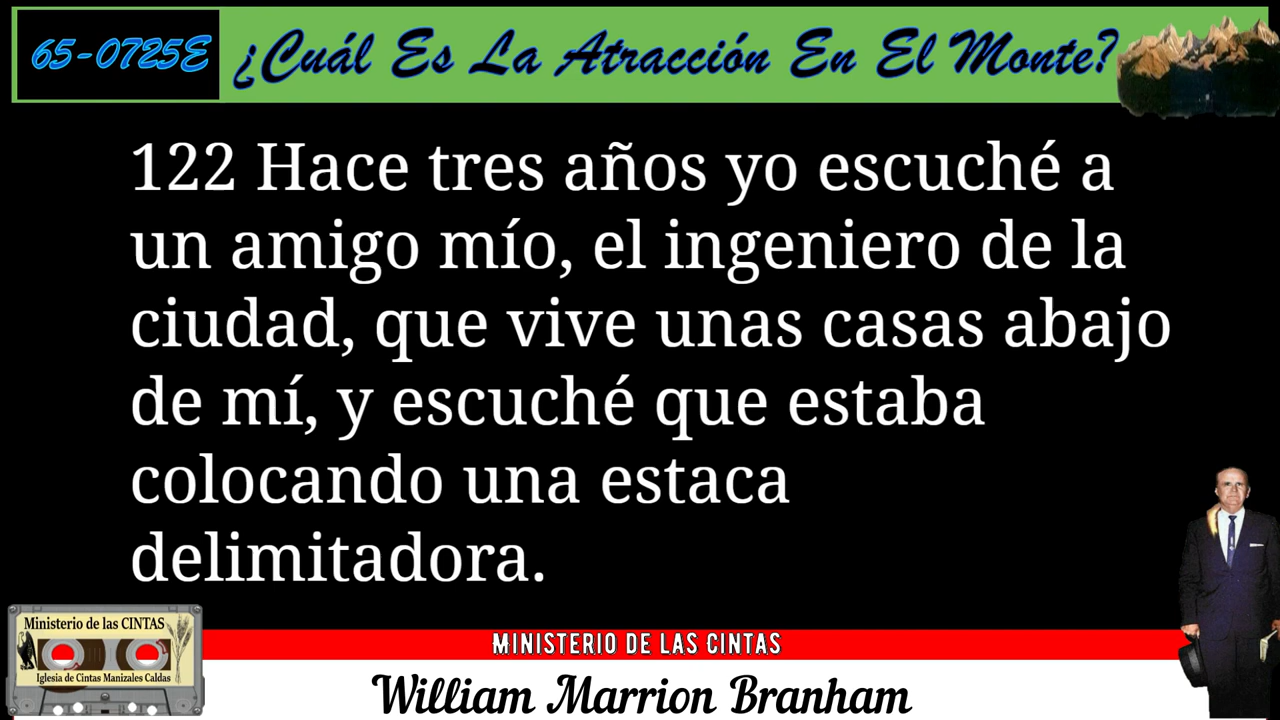 65-0725E ¿Cuál Es La Atracción En El Monte?
122 Hace tres años yo escuché a
un amigo mío, el ingeniero de la
ciudad, que vive unas casas abajo
de mí, y escuché que estaba
colocando una estaca
delimitadora.
Ministerio de las CINTAS
Iglesia de Cintas Manizales Caldas
MINISTERIO DE LAS CINTAS
William Marrion Branham